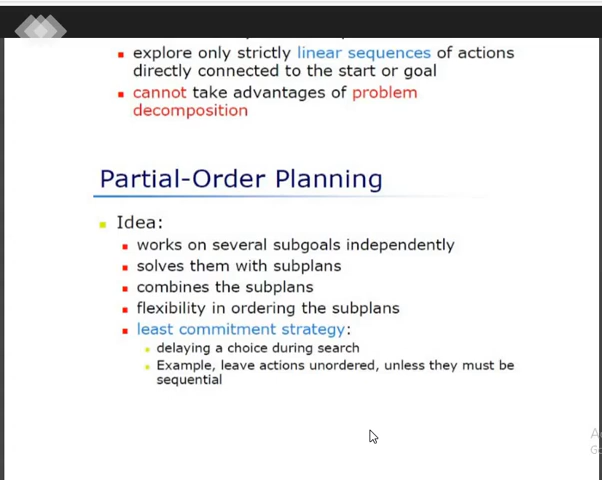 explore only strictly linear sequences of actions
directly connected to the start or goal
cannot take advantages of problem
decomposition
Partial-Order Planning
Idea:
works on several subgoals independently
solves them with subplans
combines the subplans
flexibility in ordering the subplans
least commitment strategy:
delaying a choice during search
Example, leave actions unordered, unless they must be
sequential